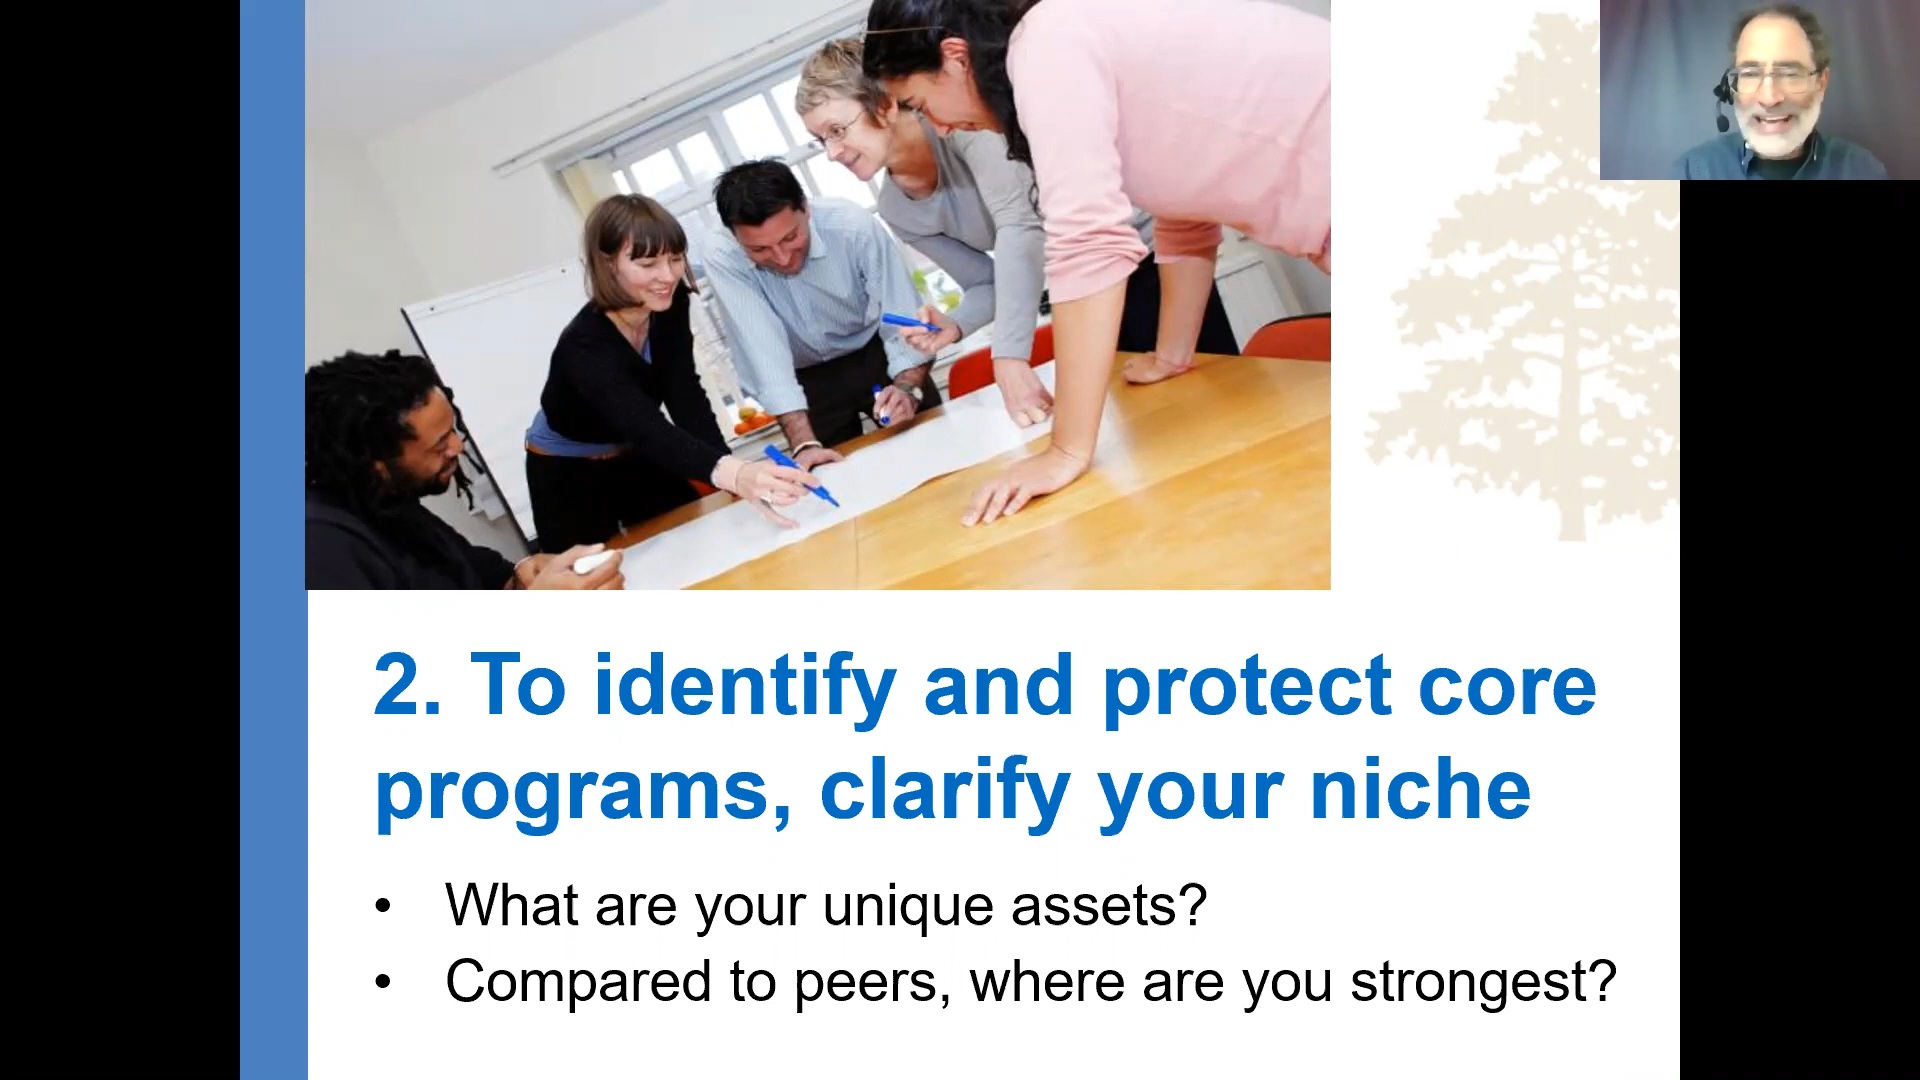 2. To identify and protect core
programs, clarify your niche
• What are your unique assets?
• Compared to peers, where are you strongest?